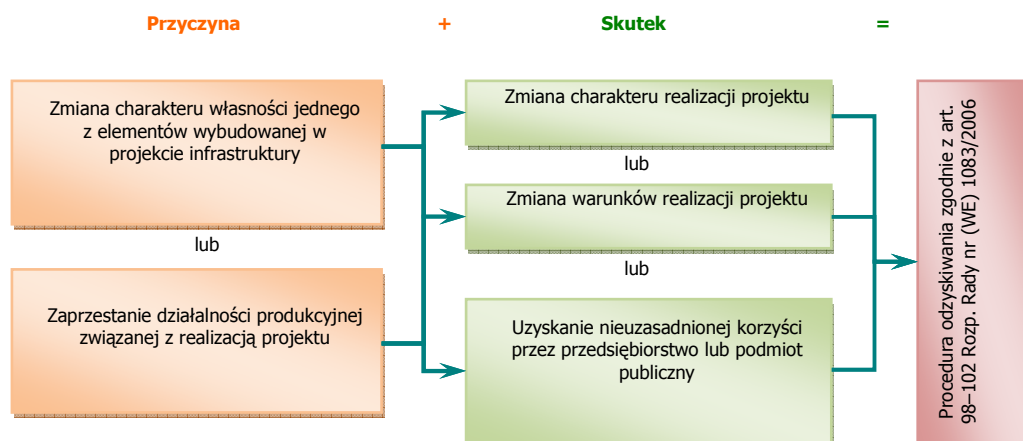 Przyczyna + Skutek =
Zmiana charakteru własności jednego
z elementów wybudowanej w
projekcie infrastruktury
lub
Zaprzestanie działalności produkcyjnej
związanej z realizacją projektu
Zmiana charakteru realizacji projektu
lub
Zmiana warunków realizacji projektu
lub
Uzyskanie nieuzasadnionej korzyści
przez przedsiębiorstwo lub podmiot
publiczny
Procedura odzyskiwania zgodnie z art.
98–102 Rozp. Rady nr (WE) 1083/2006